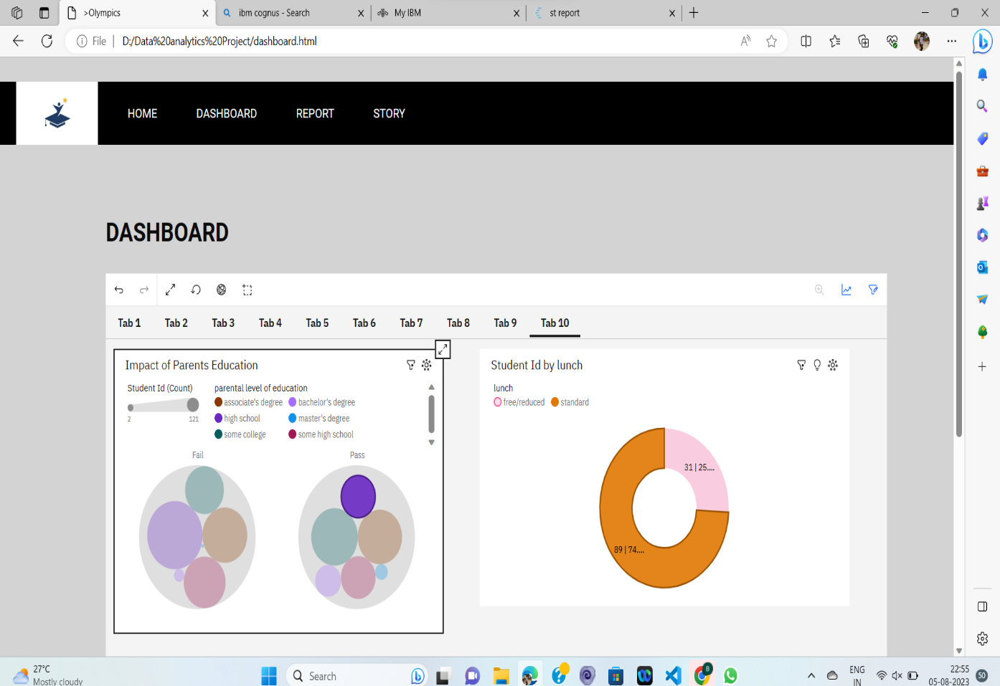 >Olympics
ibm cognus - Search
My IBM
st report
File
D:/Data%20analytics%20Project/dashboard.html
HOME
DASHBOARD
REPORT
STORY
DASHBOARD
Tab 1
Tab 2
Tab 3
Tab 4
Tab 5
Tab 6
Tab 7
Tab 8
Tab 9
Tab 10
Impact of Parents Education
Student Id (Count)
2
121
parental level of education
associate's degree
bachelor's degree
high school
master's degree
some college
some high school
Fail
Pass
Student Id by lunch
lunch
free/reduced
standard
31 | 25....
89 | 74....
27°C
Mostly cloudy
Search
B
ENG
IN
22:55
05-08-2023
50